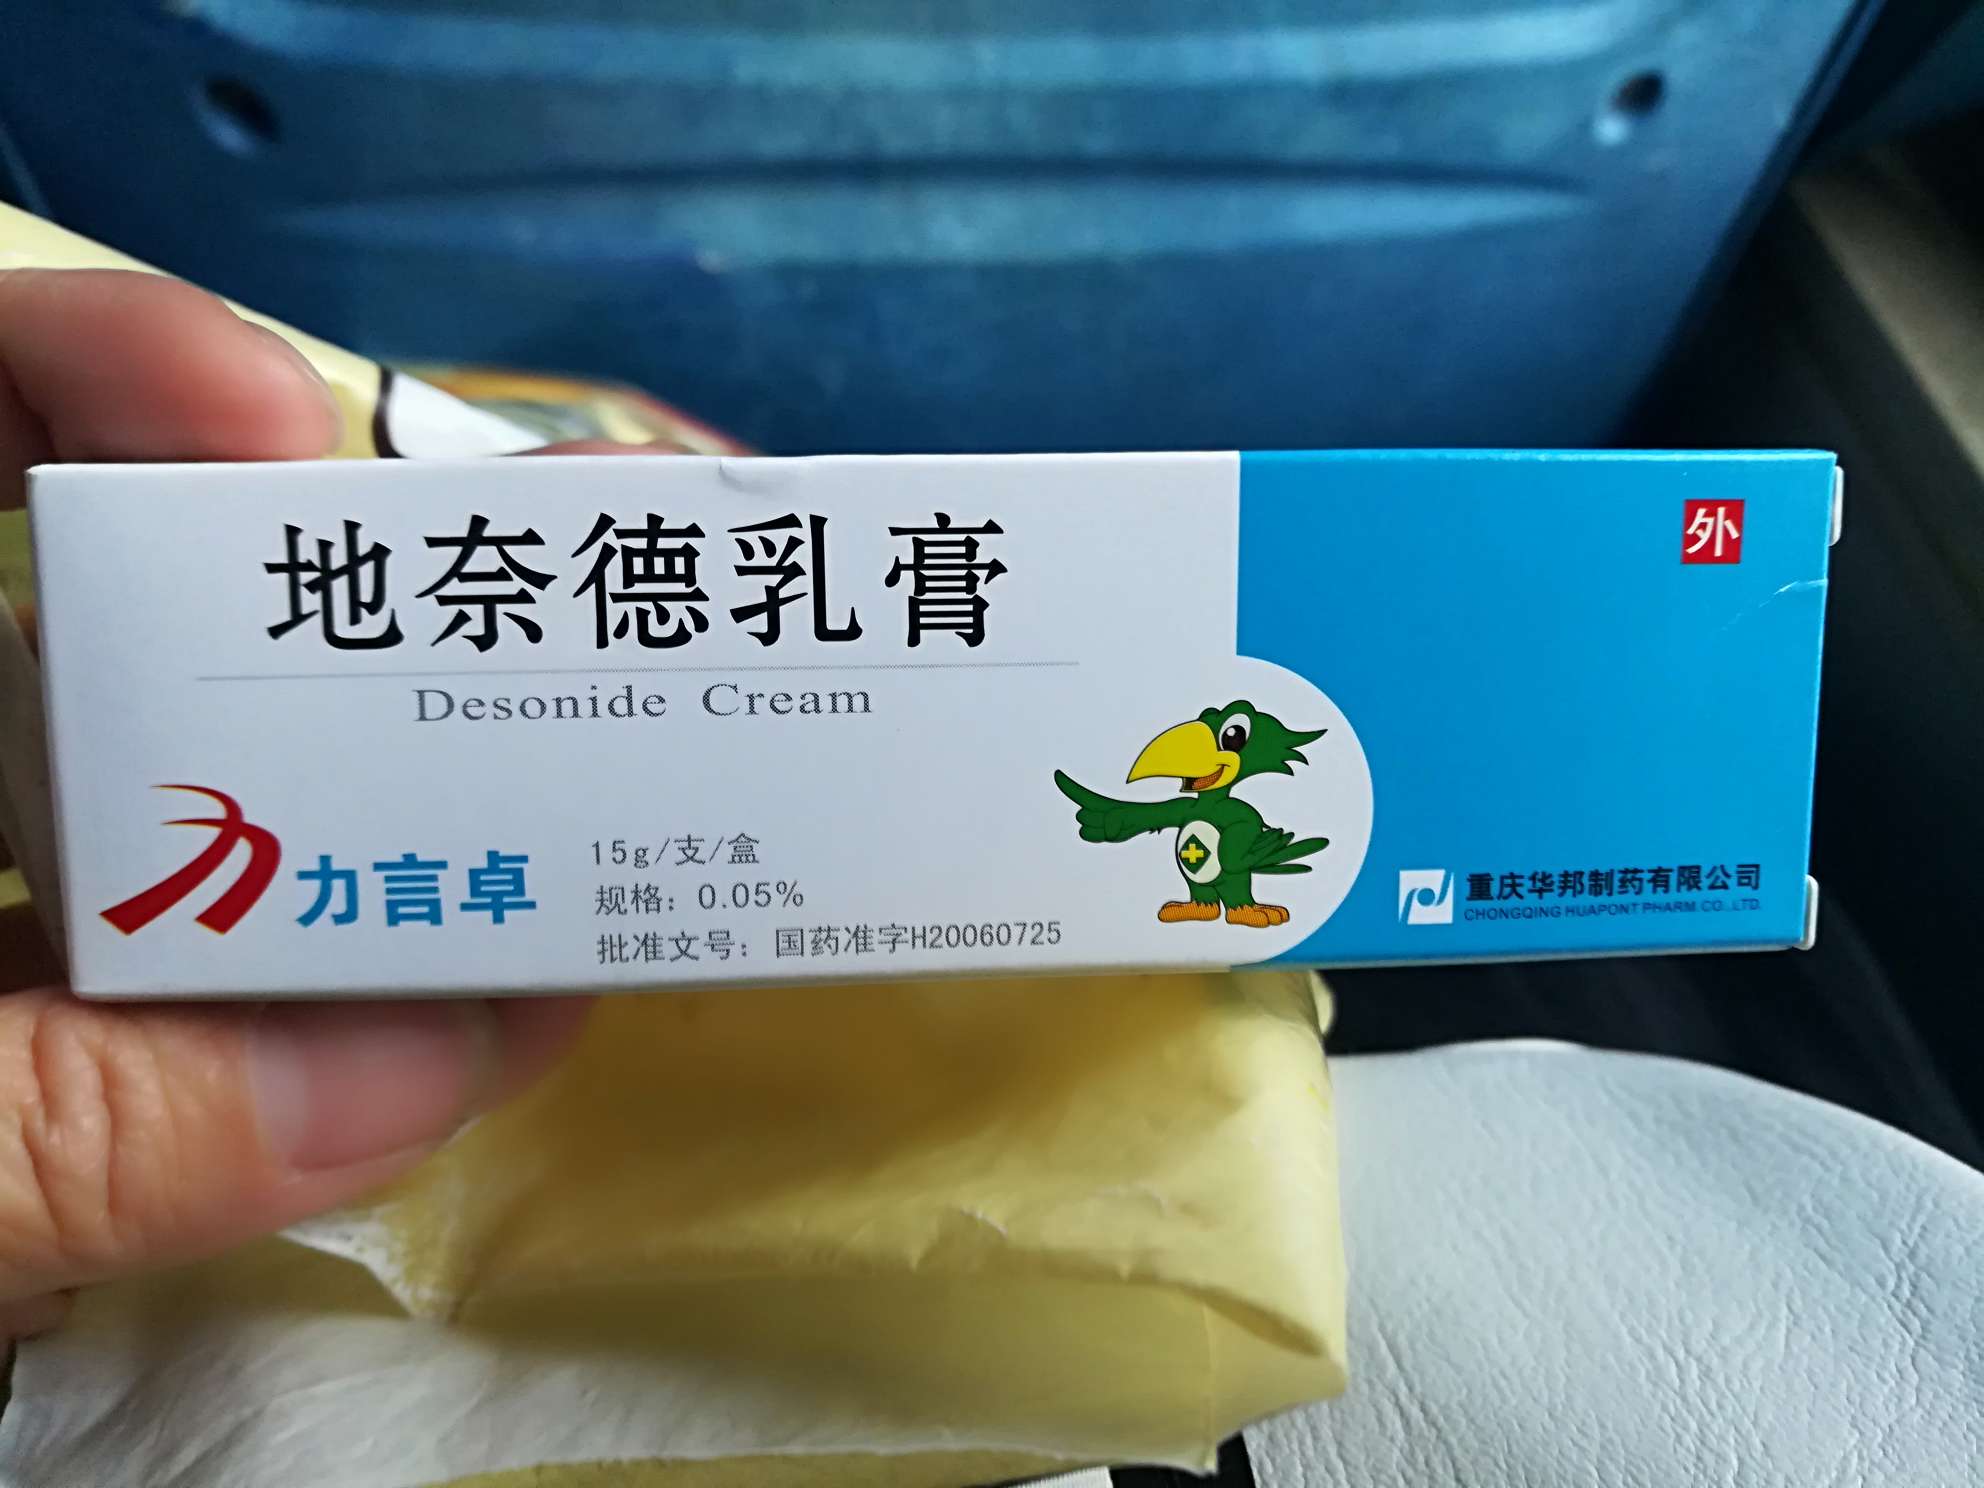 地奈德乳膏
Desonide Cream
外
力言卓
15g/支/盒
规格：0.05%
批准文号：国药准字H20060725
重庆华邦制药有限公司
CHONGQING HUAPONT PHARM.CO.,LTD.